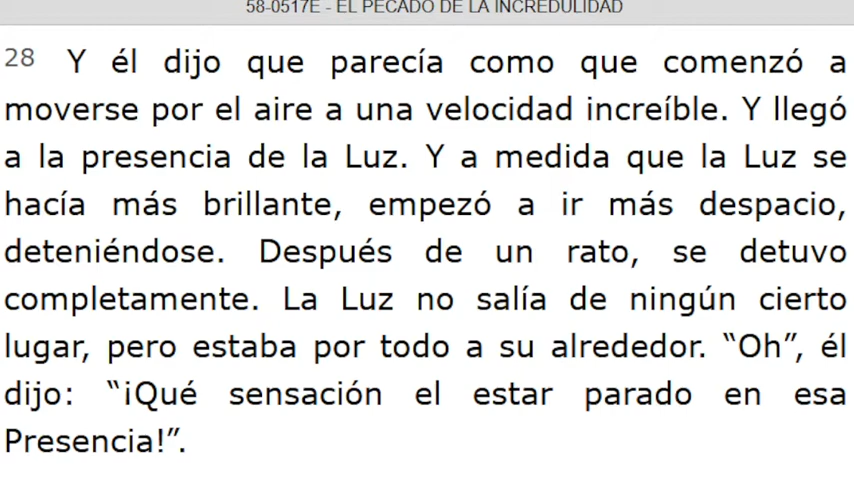 58-0517E - EL PECADO DE LA INCREDULIDAD
28 Y él dijo que parecía como que comenzó a
moverse por el aire a una velocidad increíble. Y llegó
a la presencia de la Luz. Y a medida que la Luz se
hacía más brillante, empezó a ir más despacio,
deteniéndose. Después de un rato, se detuvo
completamente. La Luz no salía de ningún cierto
lugar, pero estaba por todo a su alrededor. “Oh”, él
dijo: “¡Qué sensación el estar parado en esa
Presencia!”.